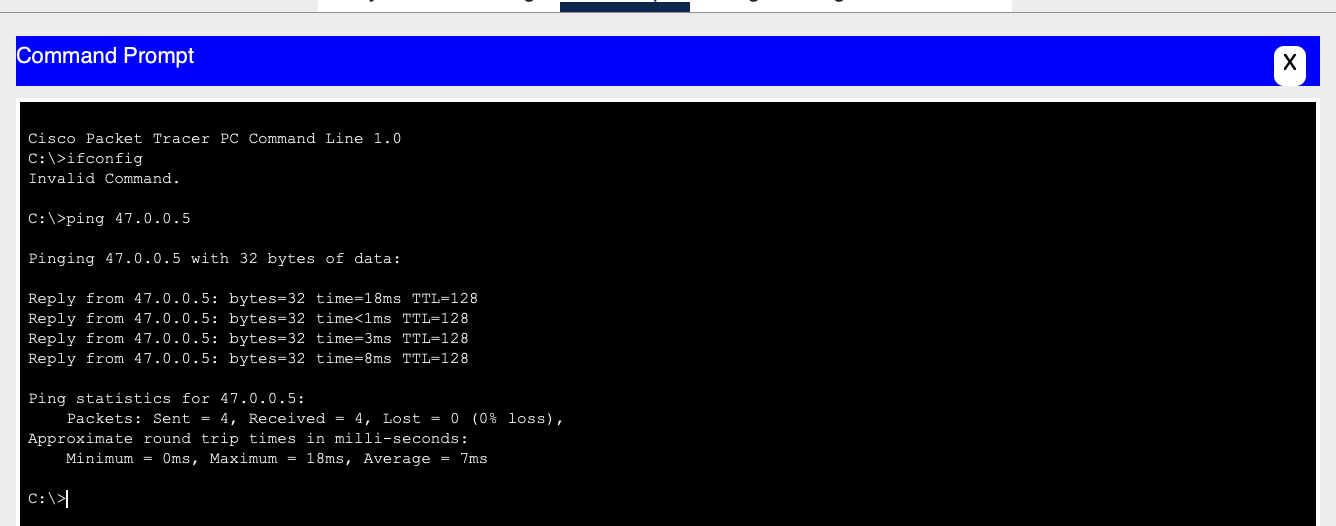 Command Prompt
X
Cisco Packet Tracer PC Command Line 1.0
C:\>ifconfig
Invalid Command.
C:\>ping 47.0.0.5
Pinging 47.0.0.5 with 32 bytes of data:
Reply from 47.0.0.5: bytes=32 time=18ms TTL=128
Reply from 47.0.0.5: bytes=32 time<1ms TTL=128
Reply from 47.0.0.5: bytes=32 time=3ms TTL=128
Reply from 47.0.0.5: bytes=32 time=8ms TTL=128
Ping statistics for 47.0.0.5:
Packets: Sent = 4, Received = 4, Lost = 0 (0% loss),
Approximate round trip times in milli-seconds:
Minimum = 0ms, Maximum = 18ms, Average = 7ms
C:\>